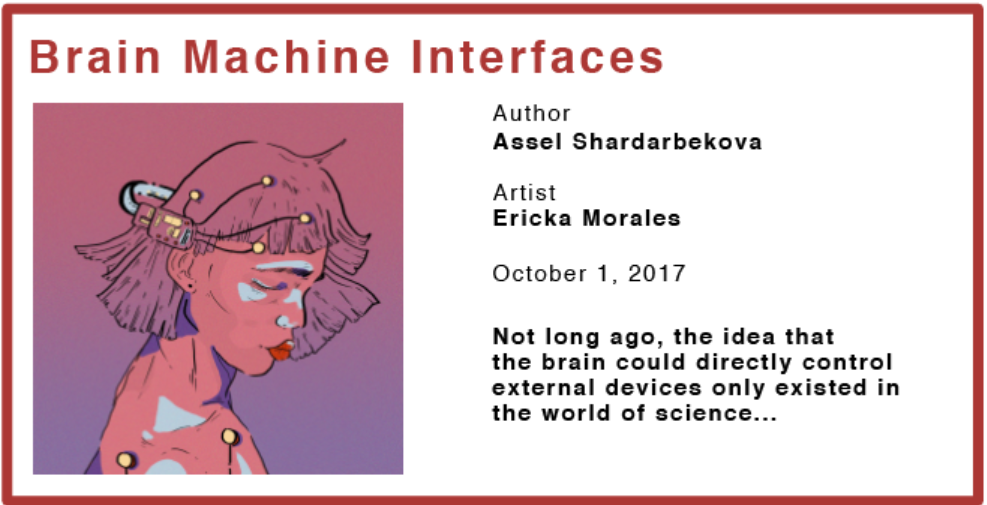 Brain Machine Interfaces
Author
Assel Shardarbekova
Artist
Ericka Morales
October 1, 2017
Not long ago, the idea that
the brain could directly control
external devices only existed in
the world of science...